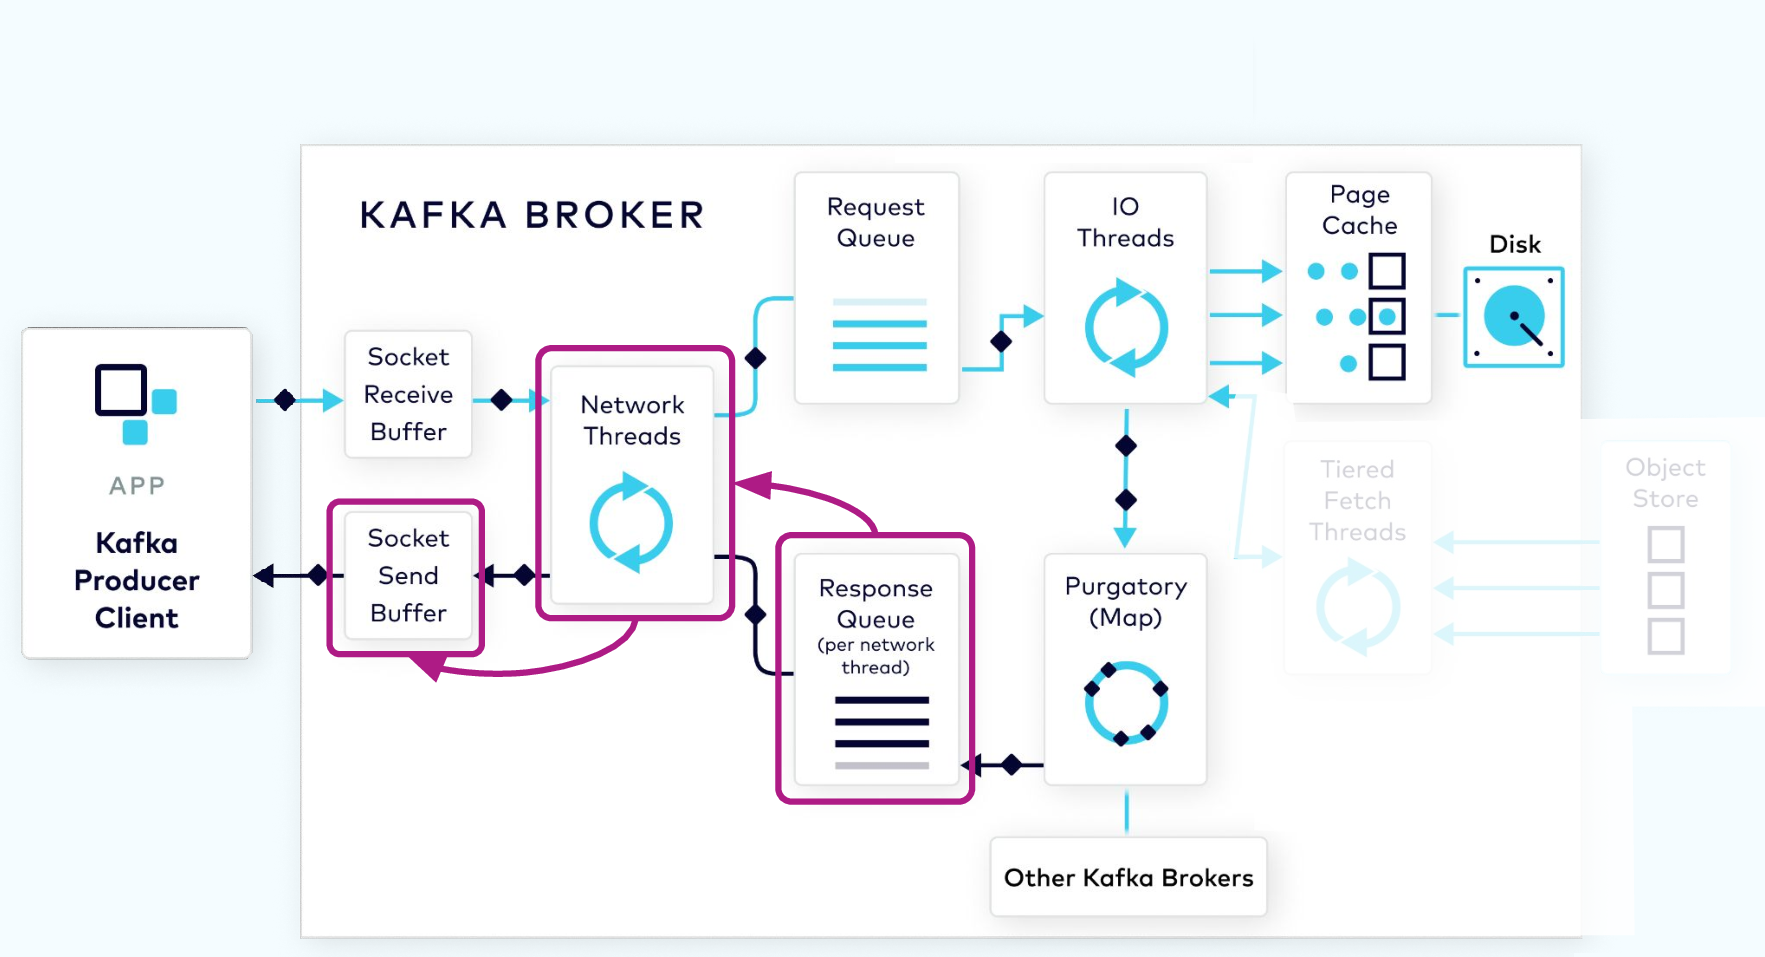 KAFKA BROKER
APP
Kafka
Producer
Client
Socket
Receive
Buffer
Socket
Send
Buffer
Network
Threads
Request
Queue
Response
Queue
(per network
thread)
IO
Threads
Purgatory
(Map)
Other Kafka Brokers
Page
Cache
Disk
Tiered
Fetch
Threads
Object
Store